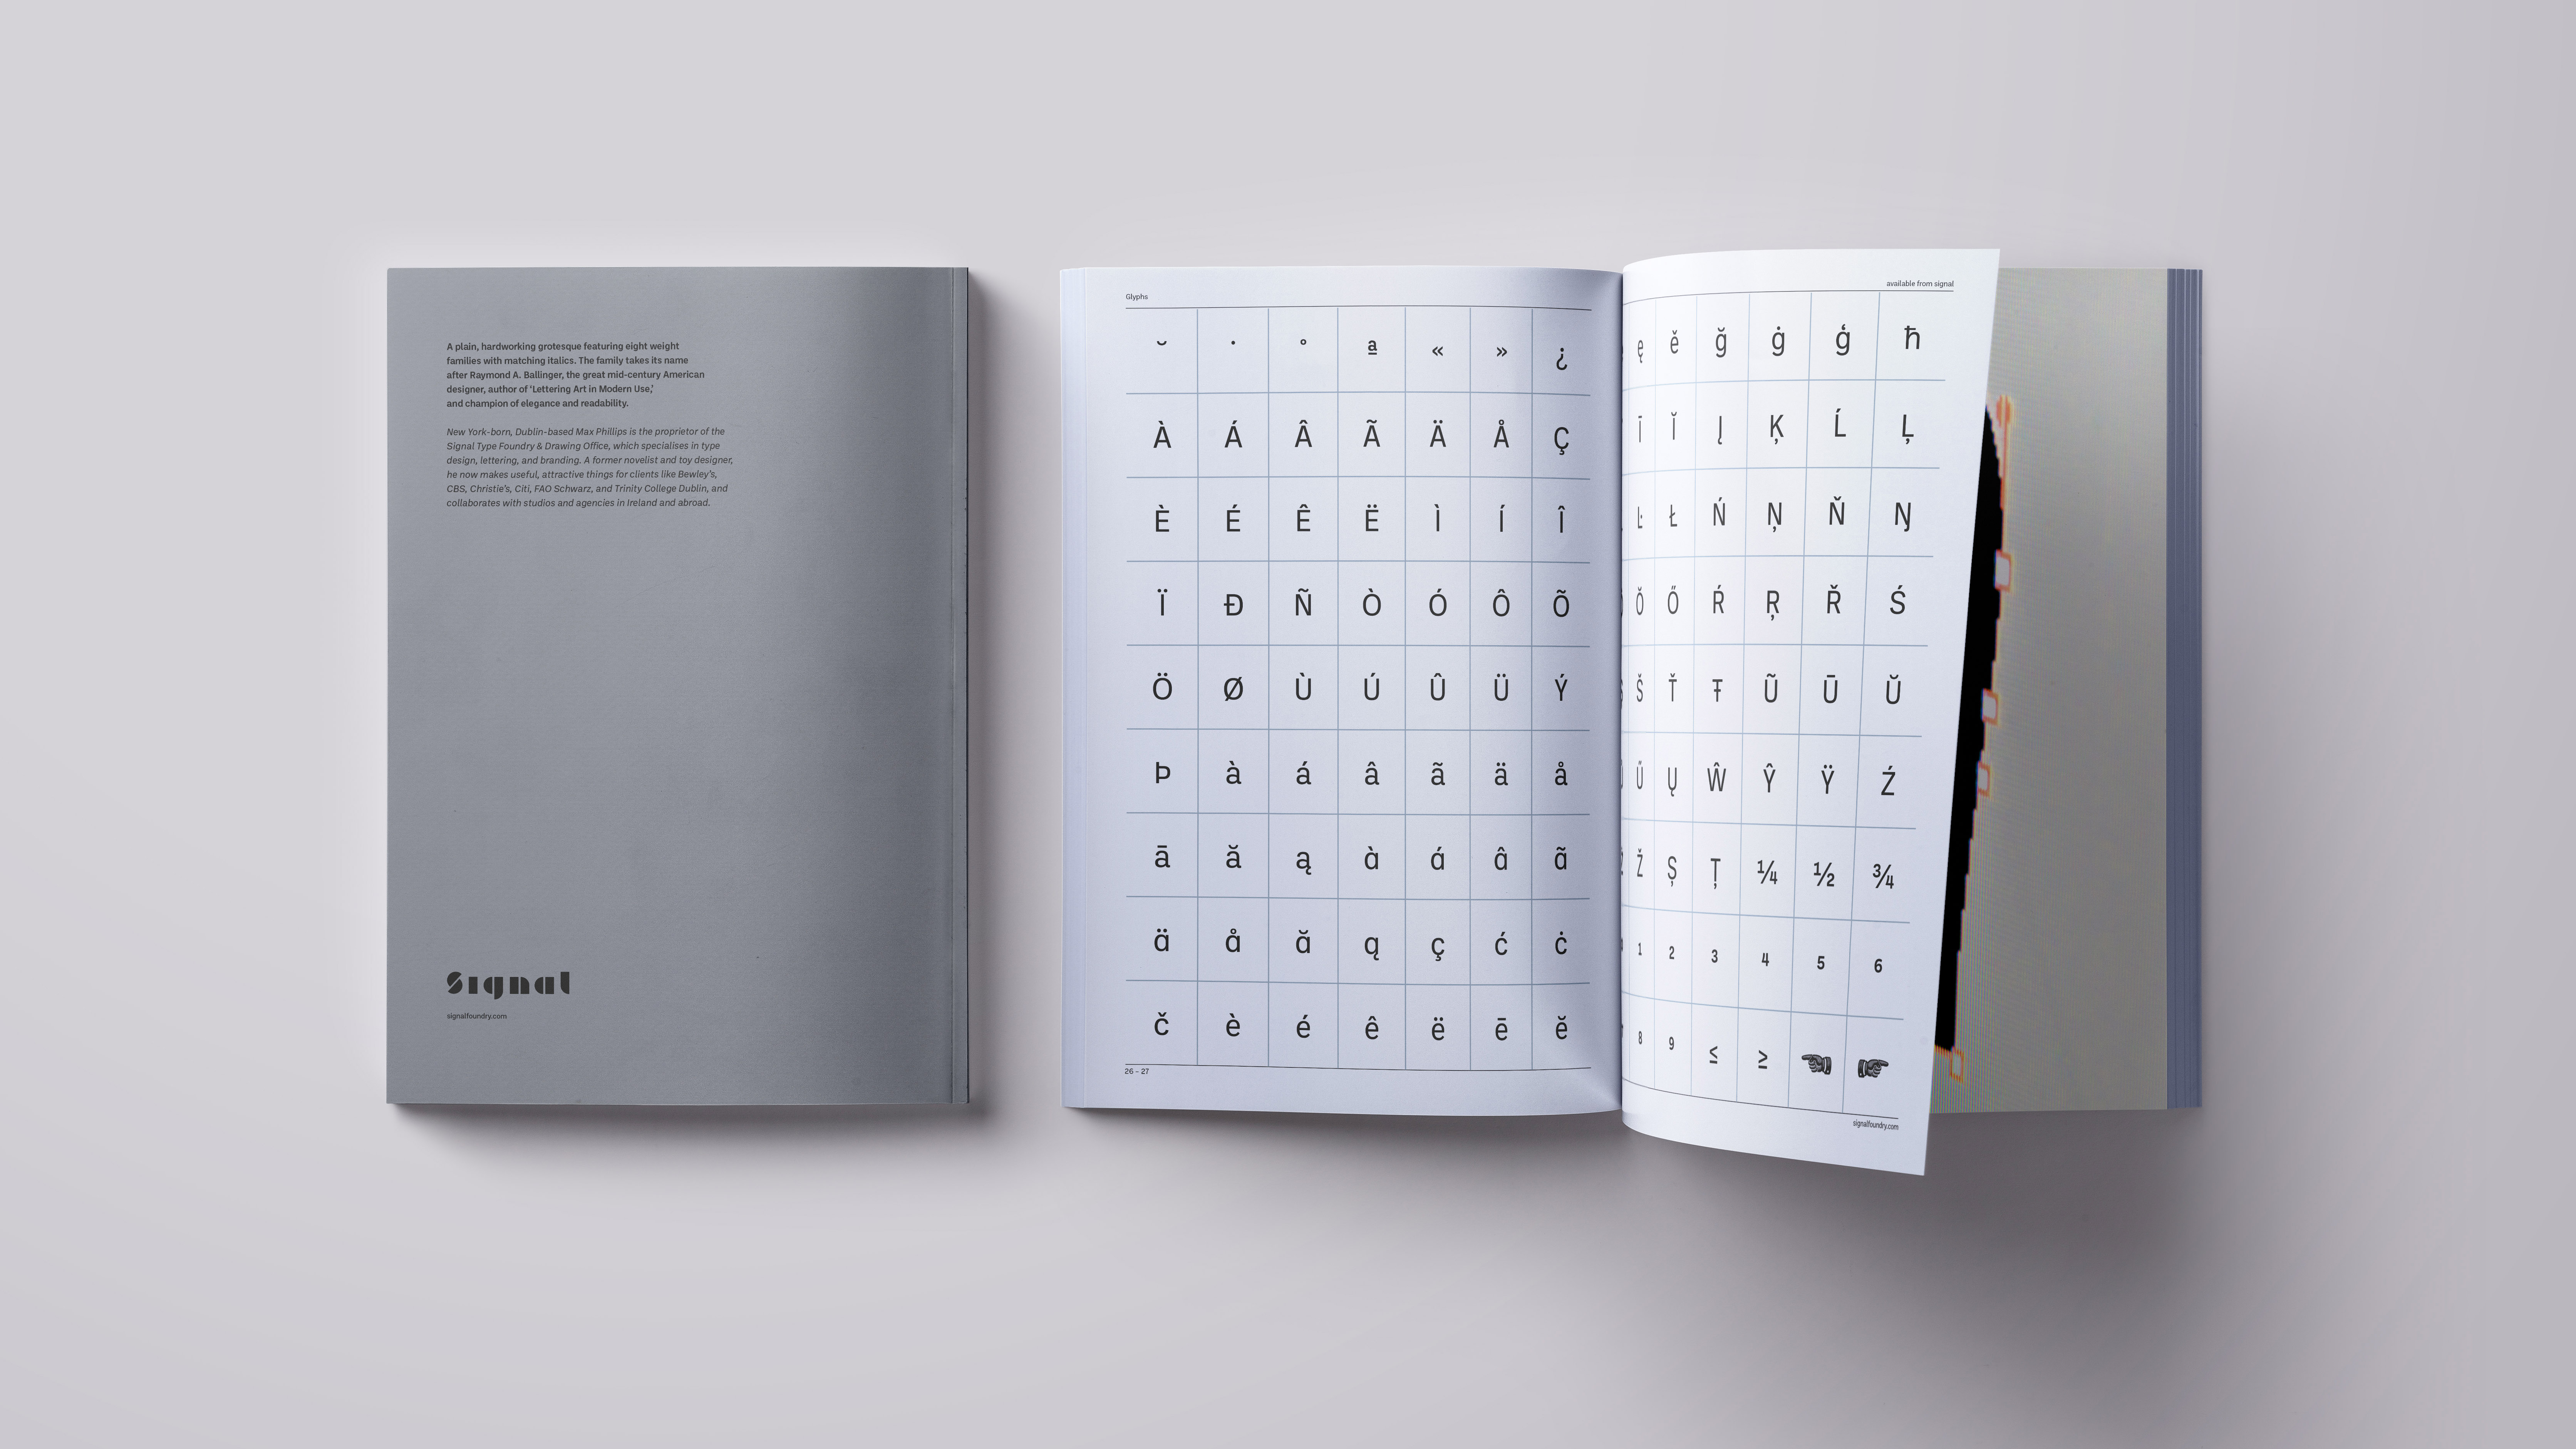 A plain, hardworking grotesque featuring eight weight
families with matching italics. The family takes its name
after Raymond A. Ballinger, the great mid-century American
designer, author of ‘Lettering Art in Modern Use,’
and champion of elegance and readability.
New York-born, Dublin-based Max Phillips is the proprietor of the
Signal Type Foundry & Drawing Office, which specialises in type
design, lettering, and branding. A former novelist and toy designer,
he now makes useful, attractive things for clients like Bewley’s,
CBS, Christie’s, Citi, FAO Schwarz, and Trinity College Dublin, and
collaborates with studios and agencies in Ireland and abroad.
Signal
signalfoundry.com
Glyphs
˘ ˙ ° ª « » ¿
À Á Â Ã Ä Å Ç
È É Ê Ë Ì Í Î
Ï Ð Ñ Ò Ó Ô Õ
Ö Ø Ù Ú Û Ü Ý
Þ à á â ã ä å
ā ă ą à á â ã
ä å ă ą ç ć ċ
č è é ê ë ē ĕ
26 – 27
available from signal
ę ě ğ ġ ģ ħ
Ī Ĭ Į Ķ Ĺ Ļ
Ŀ Ł Ń Ņ Ň Ŋ
Ŏ Ő Ŕ Ŗ Ř Ś
Š Ť Ŧ Ũ Ū Ŭ
Ű Ų Ŵ Ŷ Ÿ Ź
Ž Ș Ț ¼ ½ ¾
1 2 3 4 5 6
8 9 ≤ ≥ ☚ ☛
signalfoundry.com